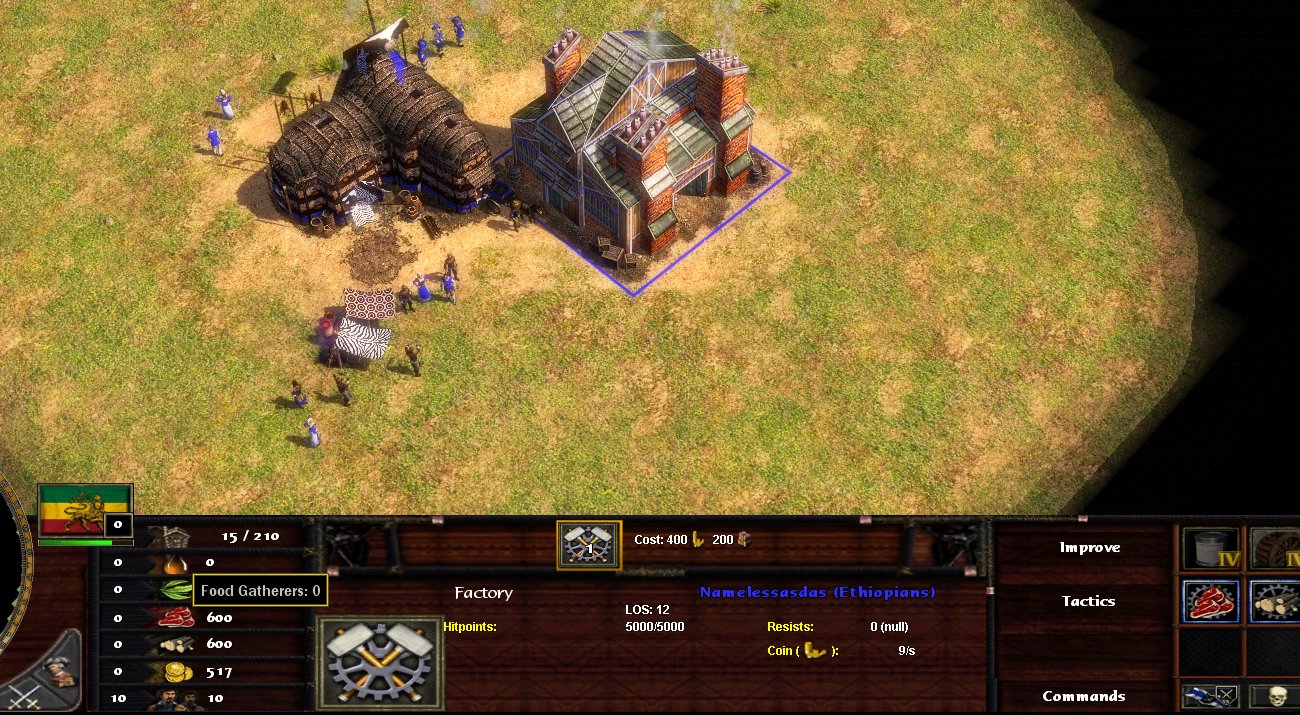 0
15 / 210
0 0
0
Food Gatherers: 0
0 600
0 600
0 517
10 10
1
Cost: 400 200
Factory
Namelessasdas (Ethiopians)
LOS: 12
Hitpoints: 5000/5000
Resists: 0 (null)
Coin ( ): 9/s
Improve
IV IV
Tactics
Commands